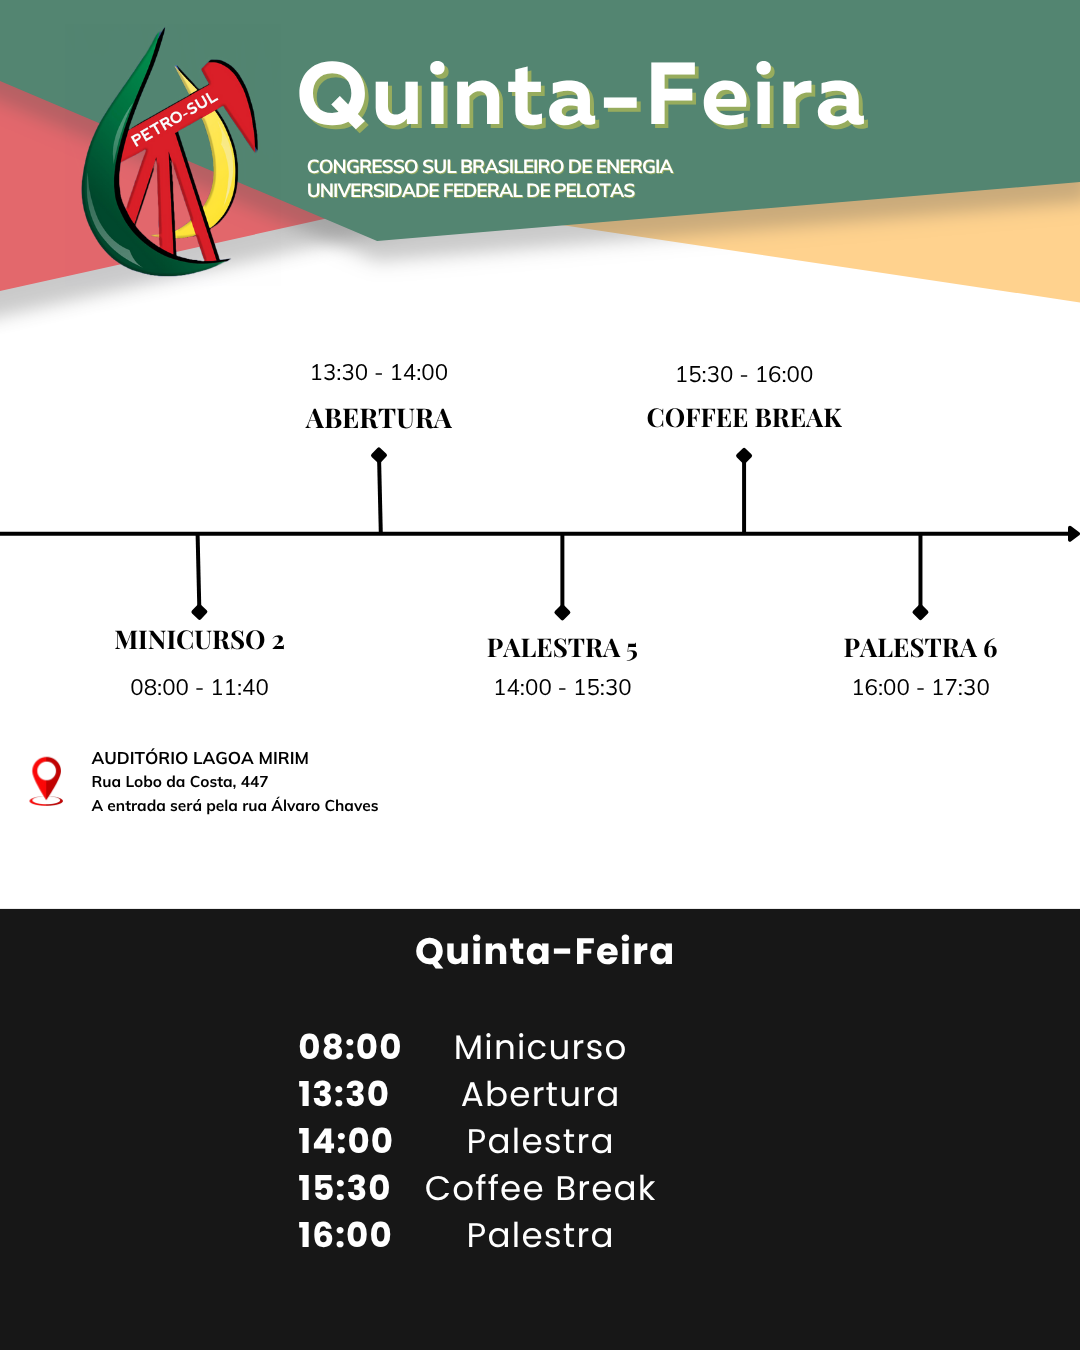 PETRO-SUL
Quinta-Feira
CONGRESSO SUL BRASILEIRO DE ENERGIA
UNIVERSIDADE FEDERAL DE PELOTAS
13:30 - 14:00
ABERTURA
15:30 - 16:00
COFFEE BREAK
MINICURSO 2
08:00 - 11:40
PALESTRA 5
14:00 - 15:30
PALESTRA 6
16:00 - 17:30
AUDITÓRIO LAGOA MIRIM
Rua Lobo da Costa, 447
A entrada será pela rua Álvaro Chaves
Quinta-Feira
08:00 Minicurso
13:30 Abertura
14:00 Palestra
15:30 Coffee Break
16:00 Palestra